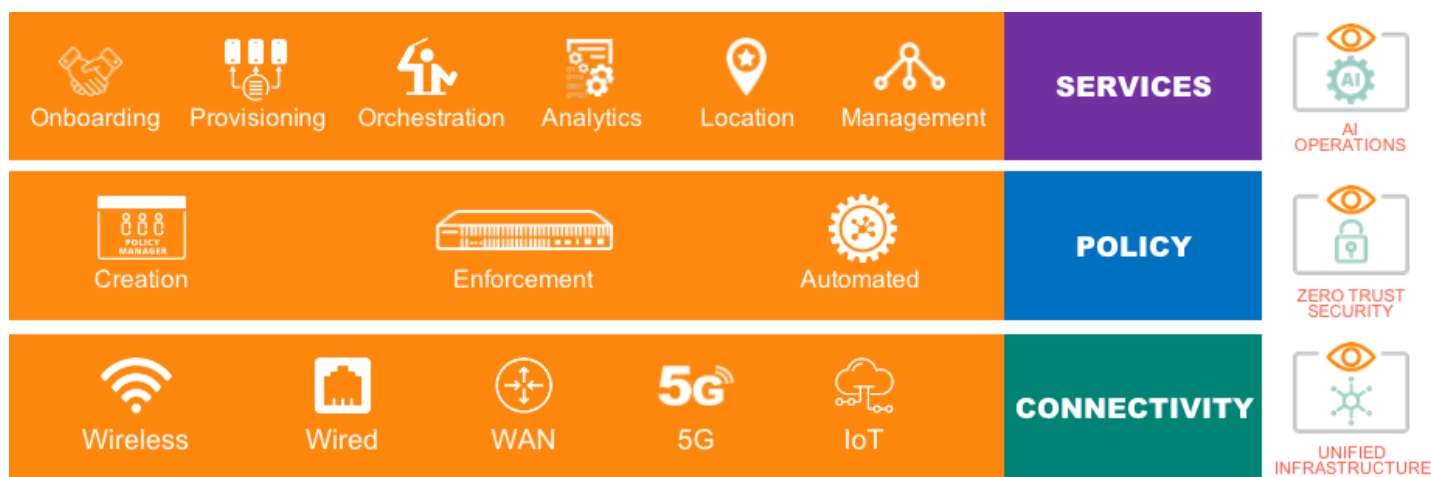 Onboarding Provisioning Orchestration Analytics Location Management
SERVICES
AI
AI
OPERATIONS
POLICY
MANAGER
Creation Enforcement Automated
POLICY
ZERO TRUST
SECURITY
5G
Wireless Wired WAN 5G IoT
CONNECTIVITY
UNIFIED
INFRASTRUCTURE